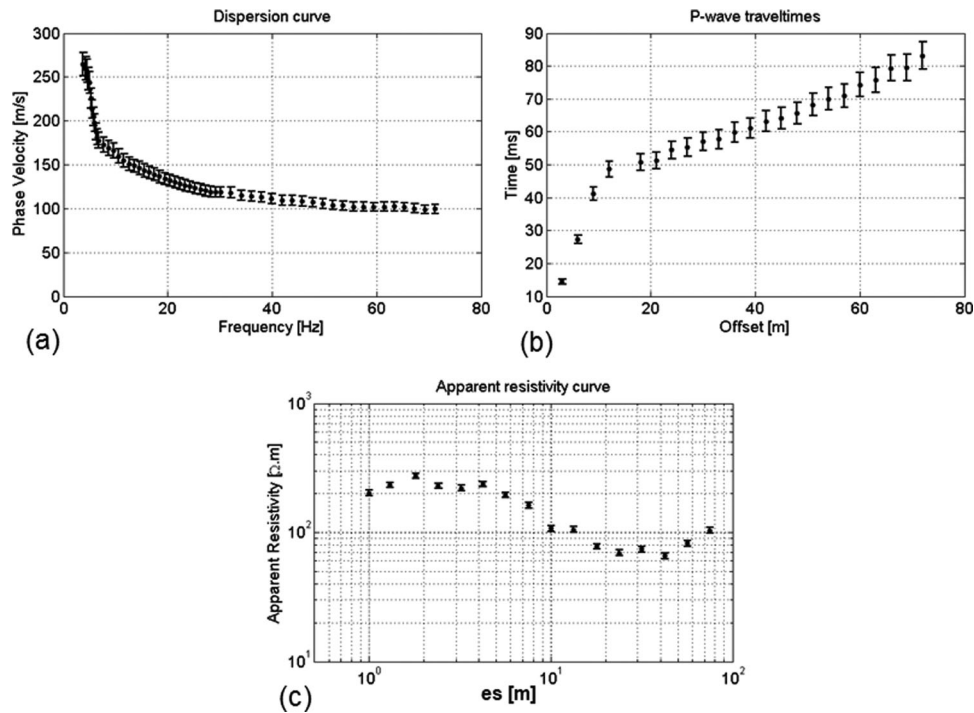 Dispersion curve
300
250
200
150
100
50
0
0 20 40 60 80
Phase Velocity [m/s]
Frequency [Hz]
(a)
P-wave traveltimes
90
80
70
60
50
40
30
20
10
0 20 40 60 80
Time [ms]
Offset [m]
(b)
Apparent resistivity curve
10³
10²
10¹
10⁰ 10¹ 10²
Apparent Resistivity [Ω.m]
es [m]
(c)